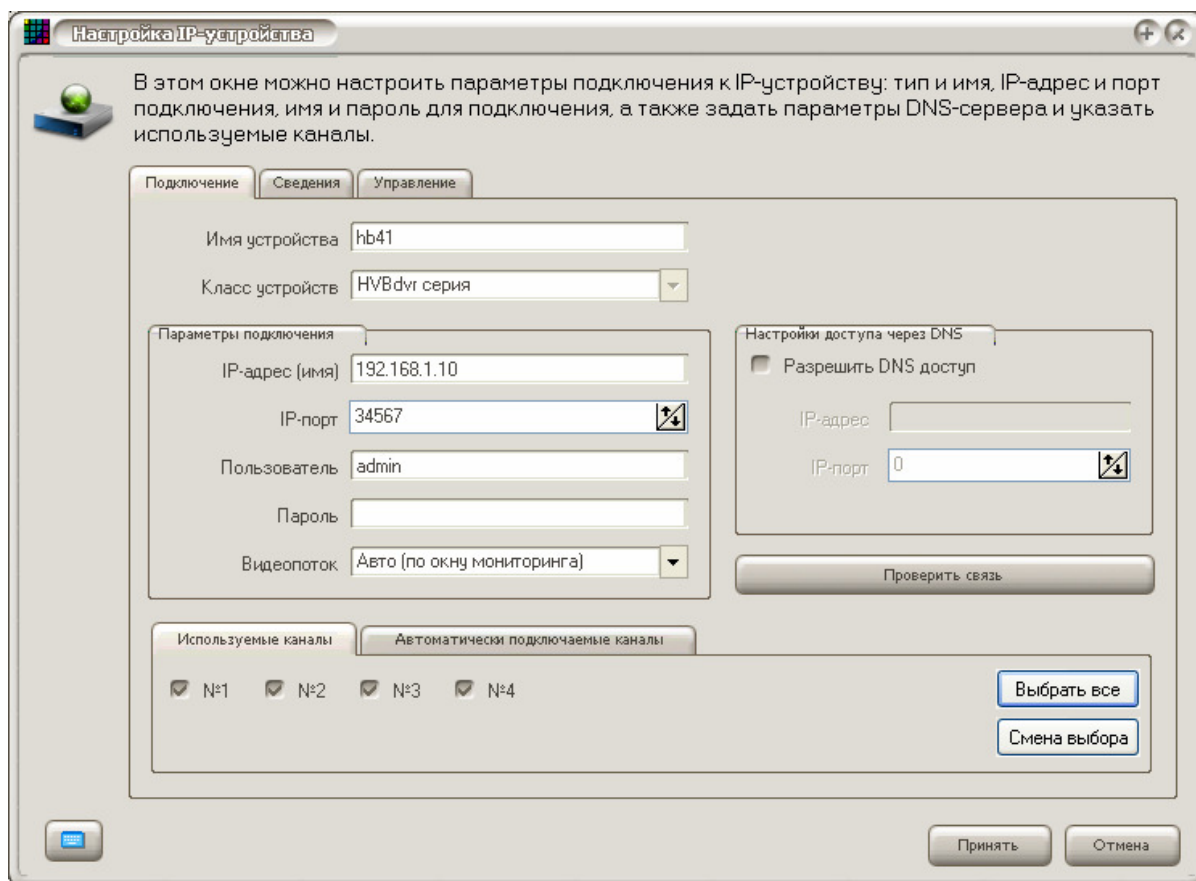 Настройка IP-устройства
В этом окне можно настроить параметры подключения к IP-устройству: тип и имя, IP-адрес и порт
подключения, имя и пароль для подключения, а также задать параметры DNS-сервера и указать
используемые каналы.
Подключение Сведения Управление
Имя устройства hb41
Класс устройств HVBdvr серия
Параметры подключения
IP-адрес (имя) 192.168.1.10
IP-порт 34567
Пользователь admin
Пароль
Видеопоток Авто (по окну мониторинга)
Настройки доступа через DNS
Разрешить DNS доступ
IP-адрес
IP-порт 0
Проверить связь
Используемые каналы Автоматически подключаемые каналы
№1 №2 №3 №4
Выбрать все
Смена выбора
Принять Отмена